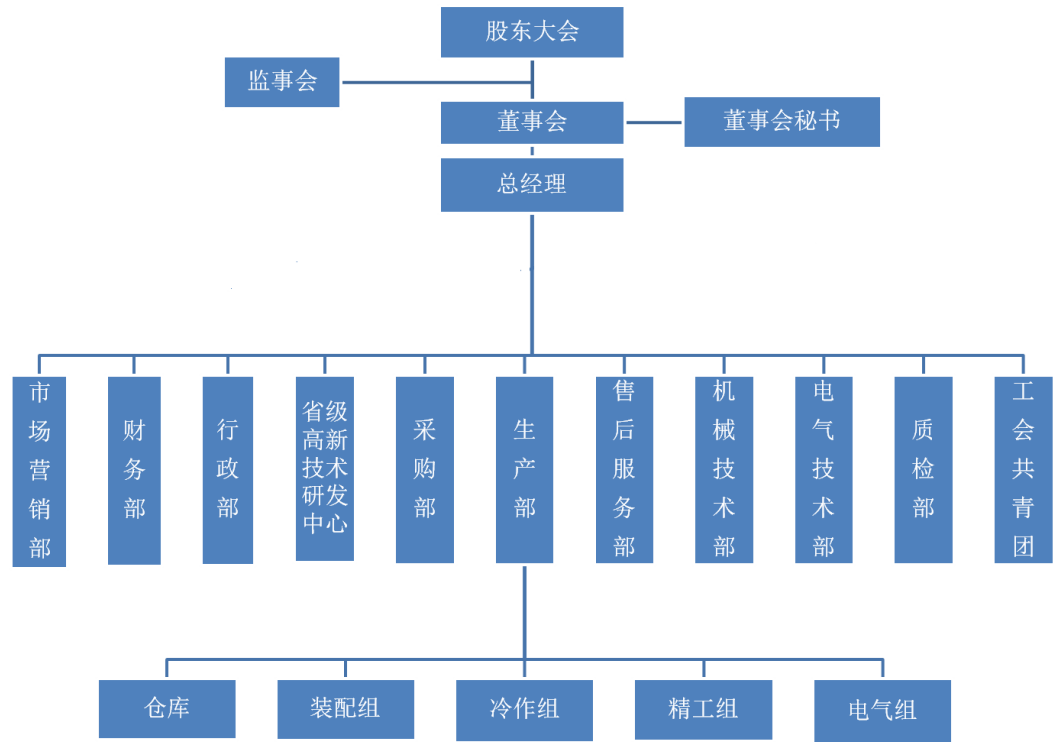 股东大会
监事会
董事会
董事会秘书
总经理
市场营销部
财务部
行政部
省级高新技术研发中心
采购部
生产部
售后服务部
机械技术部
电气技术部
质检部
工会共青团
仓库
装配组
冷作组
精工组
电气组